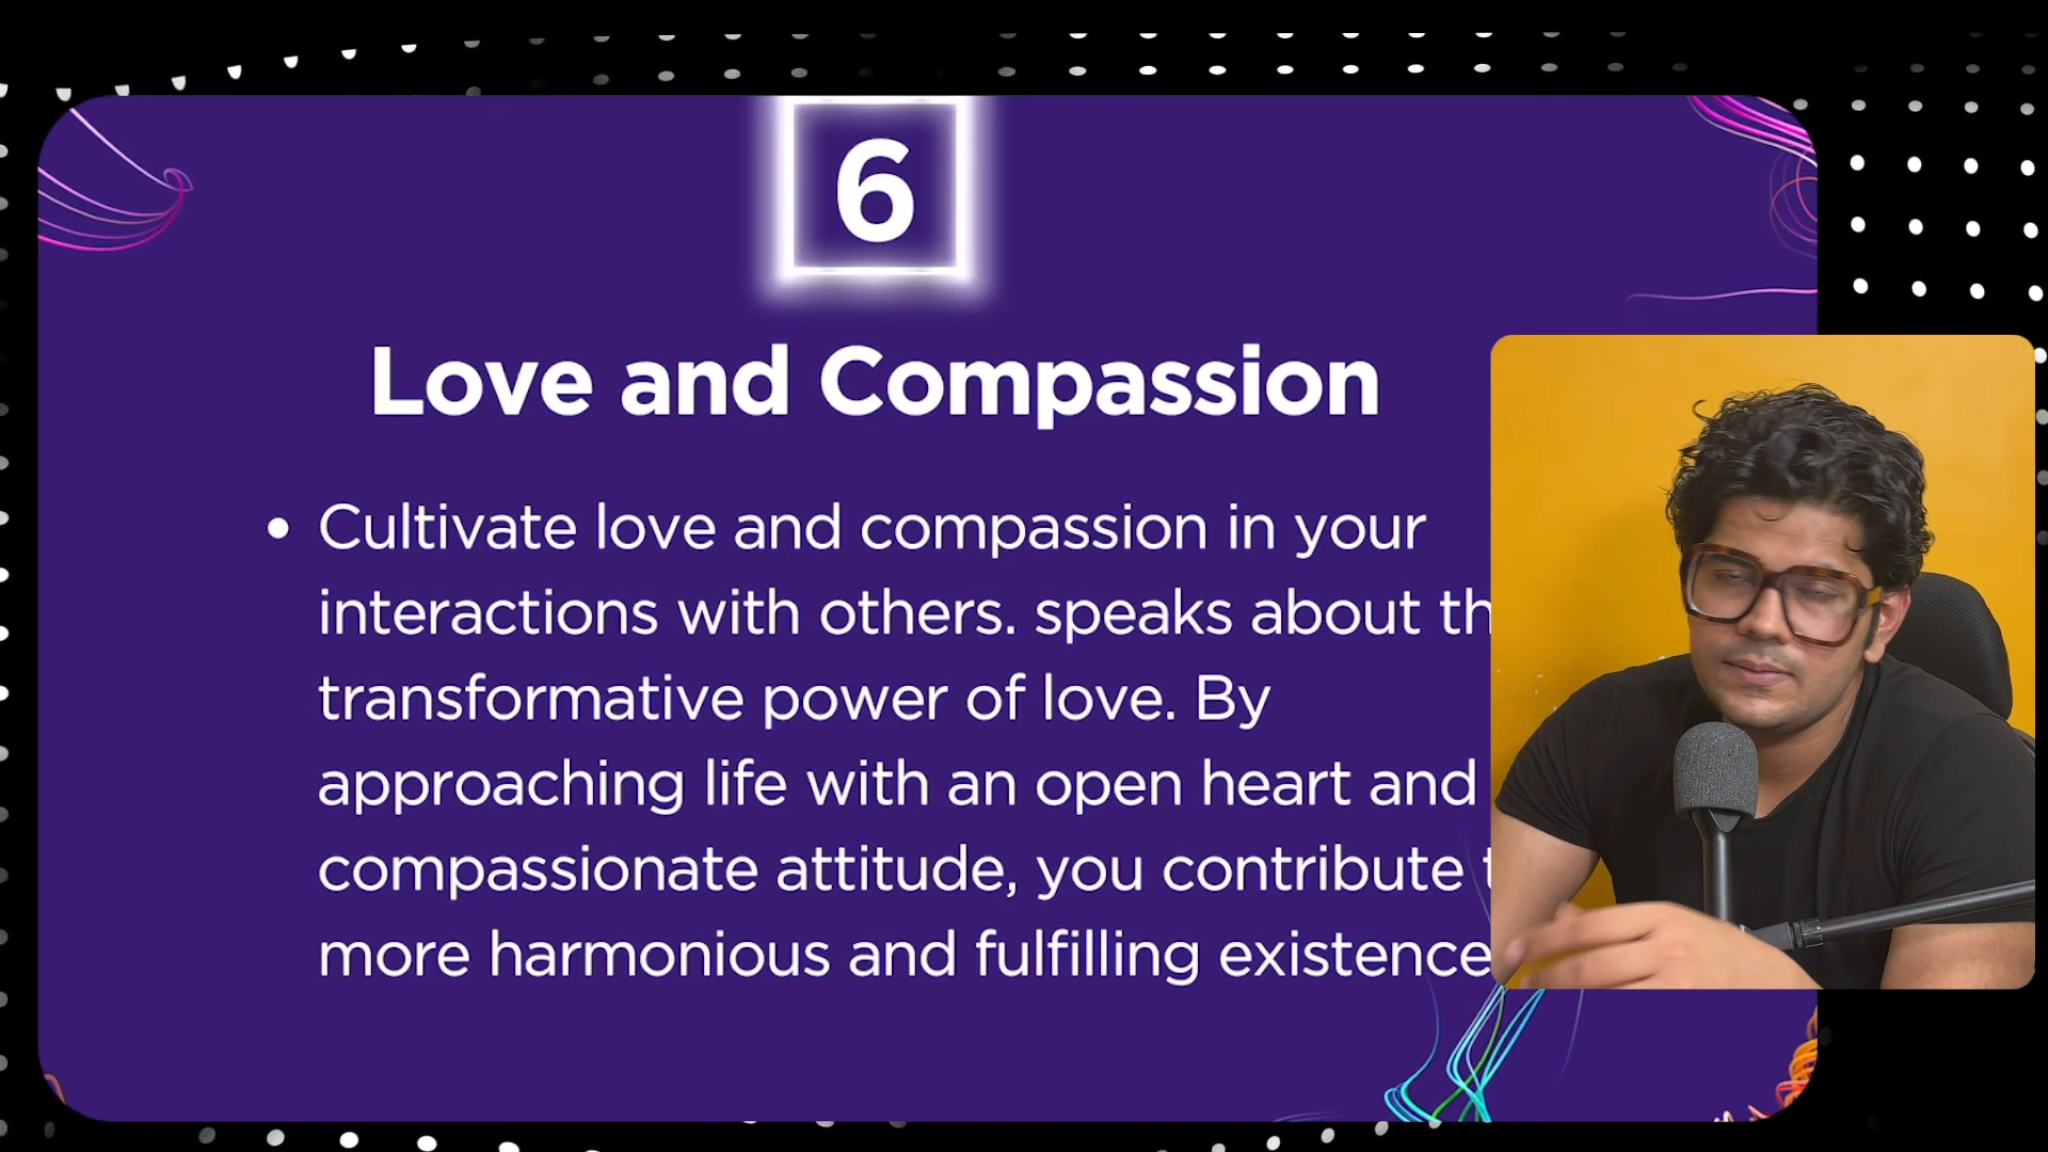 6
Love and Compassion
• Cultivate love and compassion in your
interactions with others. speaks about
transformative power of love. By
approaching life with an open heart and
compassionate attitude, you contribute
more harmonious and fulfilling existence